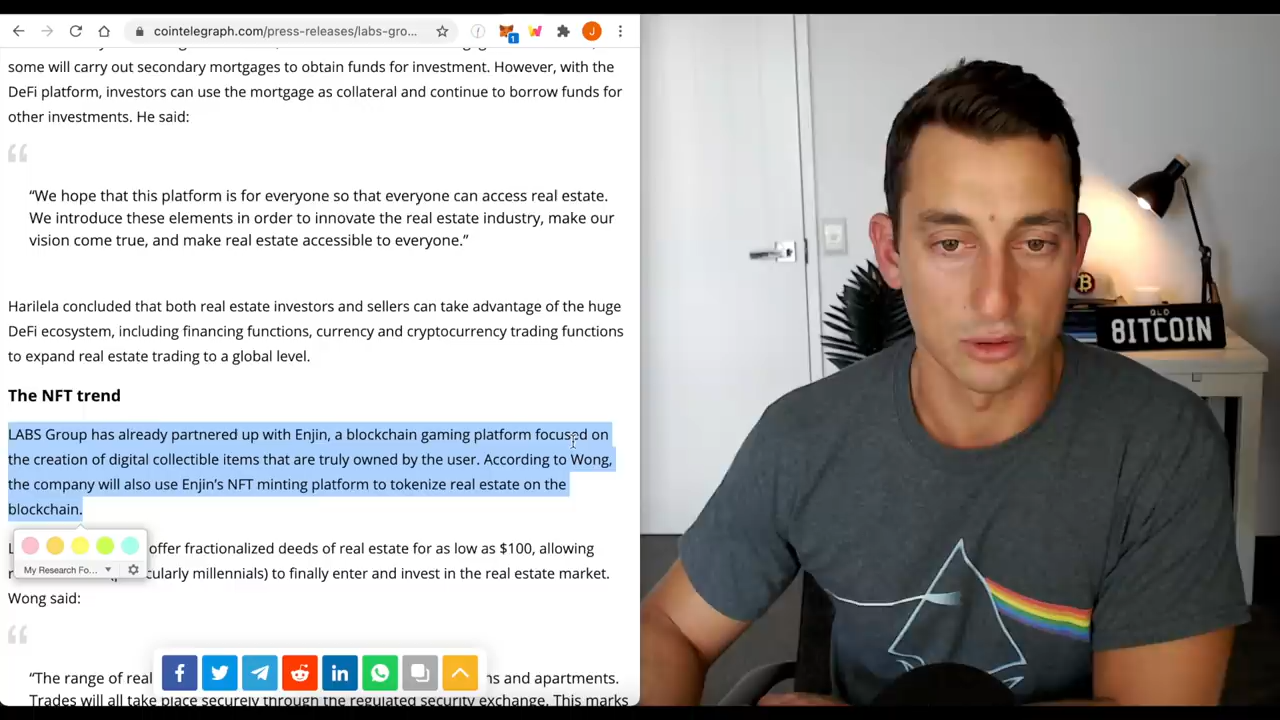 cointelegraph.com/press-releases/labs-gro...
1
J
some will carry out secondary mortgages to obtain funds for investment. However, with the
DeFi platform, investors can use the mortgage as collateral and continue to borrow funds for
other investments. He said:
“We hope that this platform is for everyone so that everyone can access real estate.
We introduce these elements in order to innovate the real estate industry, make our
vision come true, and make real estate accessible to everyone.”
Harilela concluded that both real estate investors and sellers can take advantage of the huge
DeFi ecosystem, including financing functions, currency and cryptocurrency trading functions
to expand real estate trading to a global level.
The NFT trend
LABS Group has already partnered up with Enjin, a blockchain gaming platform focused on
the creation of digital collectible items that are truly owned by the user. According to Wong,
the company will also use Enjin’s NFT minting platform to tokenize real estate on the
blockchain.
offer fractionalized deeds of real estate for as low as $100, allowing
My Research Fo...
cularly millennials) to finally enter and invest in the real estate market.
Wong said:
“The range of real
ns and apartments.
Trades will all take place securely through the regulated security exchange. This marks
QLD
8ITCOIN